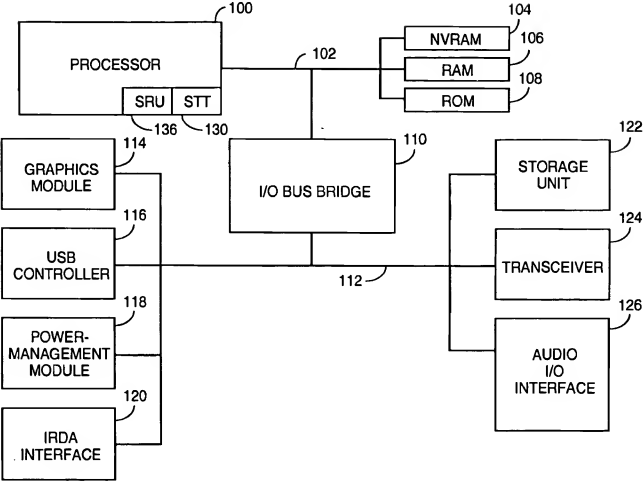 100
PROCESSOR
SRU STT
136 130
102
104
NVRAM
106
RAM
108
ROM
110
I/O BUS BRIDGE
112
114
GRAPHICS
MODULE
116
USB
CONTROLLER
118
POWER-
MANAGEMENT
MODULE
120
IRDA
INTERFACE
122
STORAGE
UNIT
124
TRANSCEIVER
126
AUDIO
I/O
INTERFACE